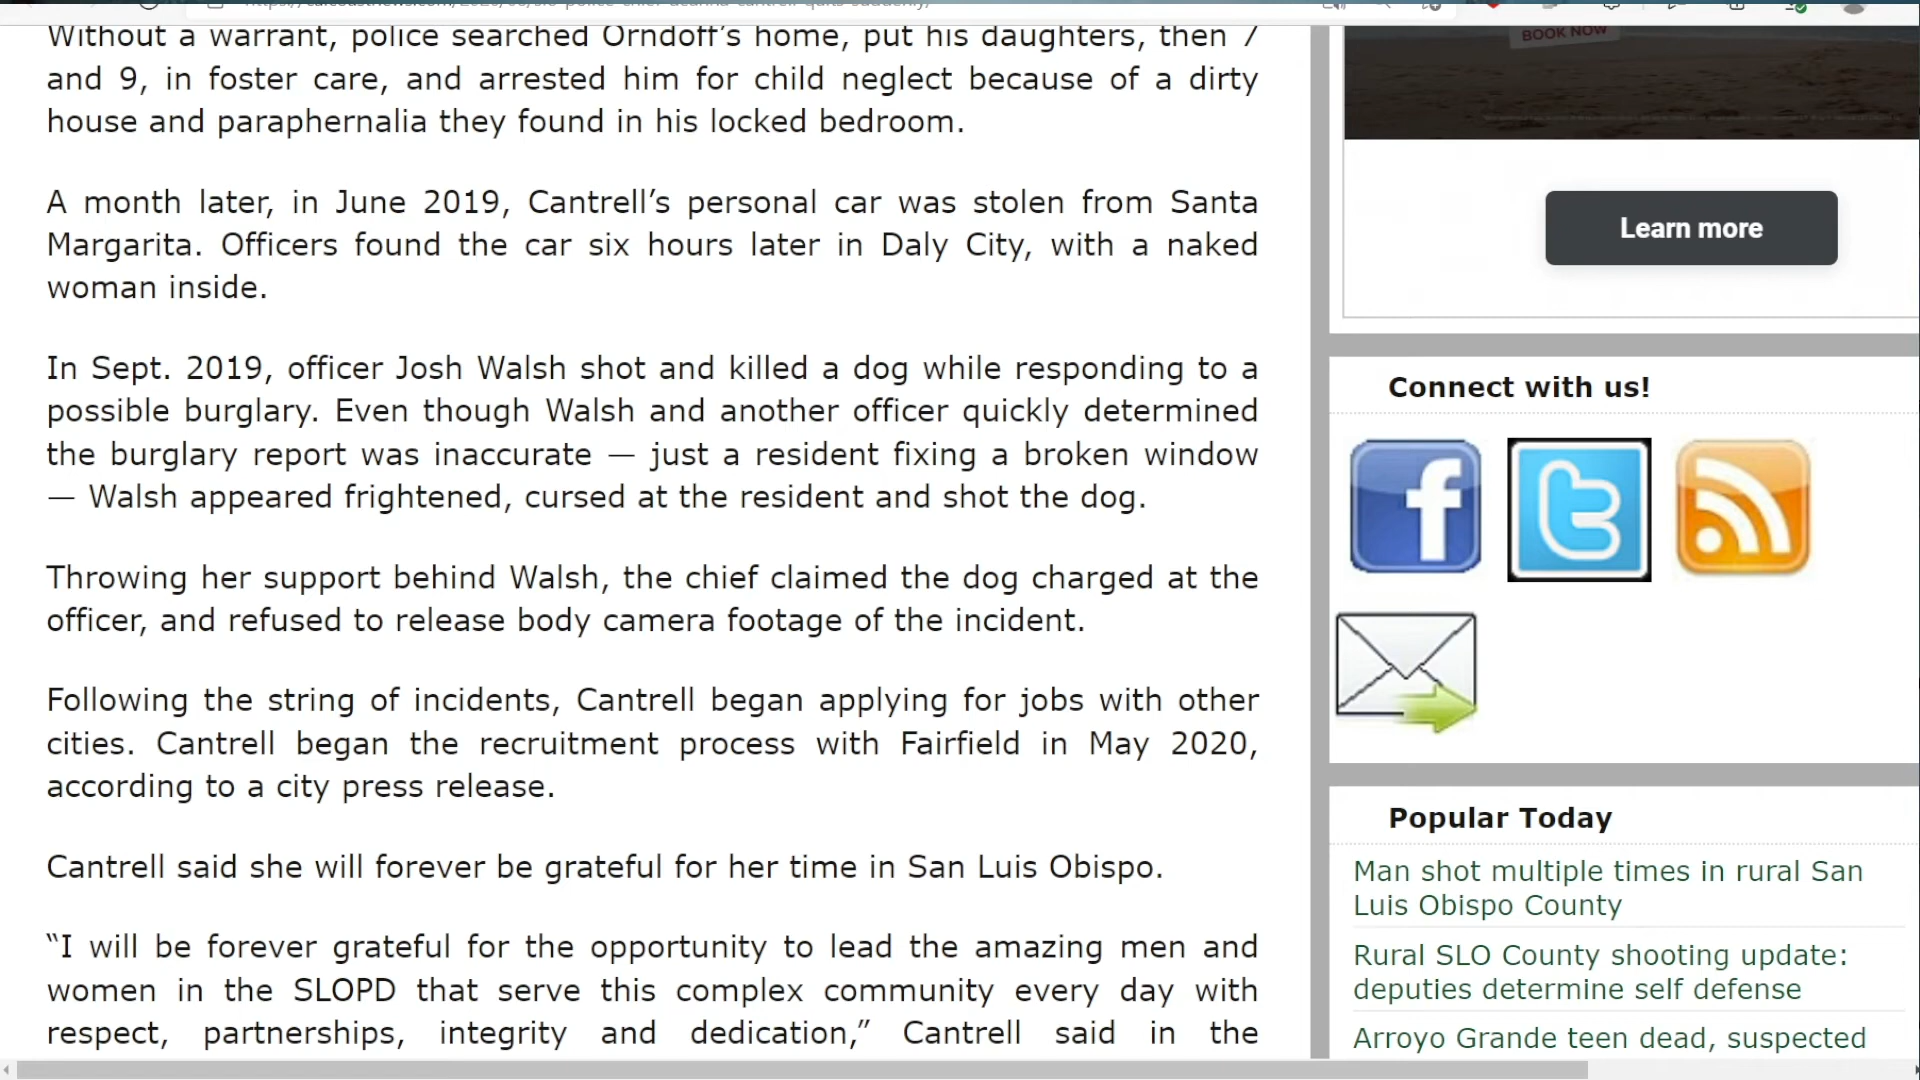 Without a warrant, police searched Orndoff’s home, put his daughters, then 7
and 9, in foster care, and arrested him for child neglect because of a dirty
house and paraphernalia they found in his locked bedroom.
A month later, in June 2019, Cantrell’s personal car was stolen from Santa
Margarita. Officers found the car six hours later in Daly City, with a naked
woman inside.
In Sept. 2019, officer Josh Walsh shot and killed a dog while responding to a
possible burglary. Even though Walsh and another officer quickly determined
the burglary report was inaccurate — just a resident fixing a broken window
— Walsh appeared frightened, cursed at the resident and shot the dog.
Throwing her support behind Walsh, the chief claimed the dog charged at the
officer, and refused to release body camera footage of the incident.
Following the string of incidents, Cantrell began applying for jobs with other
cities. Cantrell began the recruitment process with Fairfield in May 2020,
according to a city press release.
Cantrell said she will forever be grateful for her time in San Luis Obispo.
“I will be forever grateful for the opportunity to lead the amazing men and
women in the SLOPD that serve this complex community every day with
respect, partnerships, integrity and dedication,” Cantrell said in the
BOOK NOW
Learn more
Connect with us!
Popular Today
Man shot multiple times in rural San
Luis Obispo County
Rural SLO County shooting update:
deputies determine self defense
Arroyo Grande teen dead, suspected